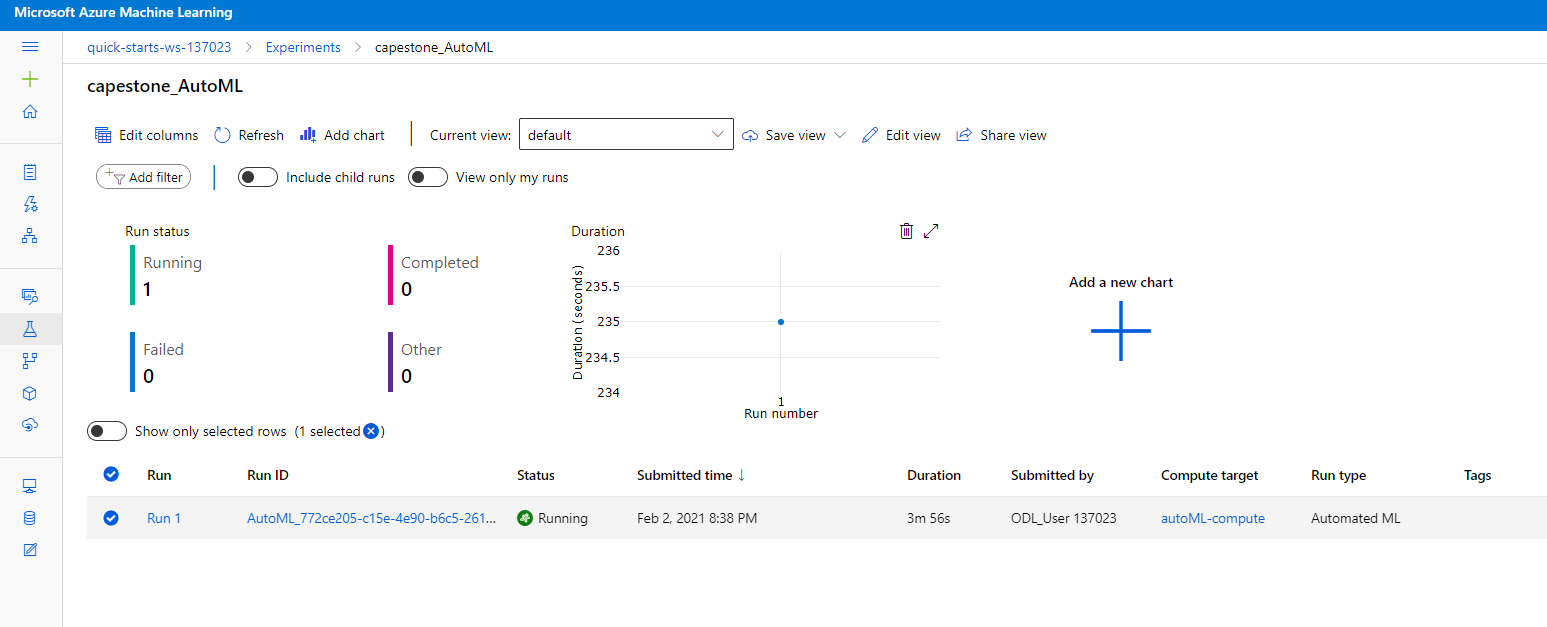 Microsoft Azure Machine Learning
quick-starts-ws-137023 > Experiments > capestone_AutoML
capestone_AutoML
Edit columns Refresh Add chart Current view: default Save view Edit view Share view
Add filter Include child runs View only my runs
Run status
Running
1
Completed
0
Failed
0
Other
0
Duration
Duration (seconds)
236
235.5
235
234.5
234
1
Run number
Add a new chart
Show only selected rows (1 selected )
Run Run ID Status Submitted time ↓ Duration Submitted by Compute target Run type Tags
Run 1 AutoML_772ce205-c15e-4e90-b6c5-261... Running Feb 2, 2021 8:38 PM 3m 56s ODL_User 137023 autoML-compute Automated ML